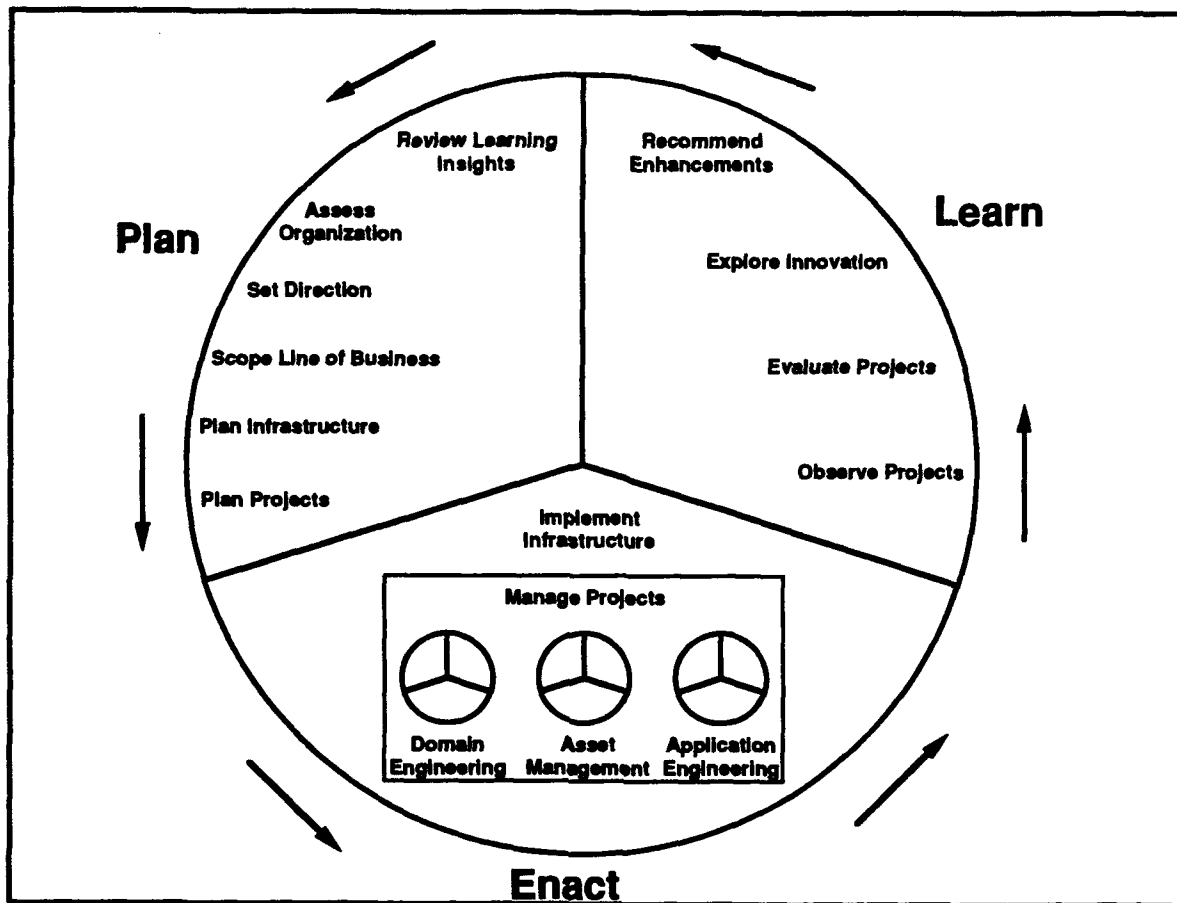 Plan
Review Learning
Insights
Assess
Organization
Set Direction
Scope Line of Business
Plan Infrastructure
Plan Projects
Learn
Recommend
Enhancements
Explore Innovation
Evaluate Projects
Observe Projects
Implement
Infrastructure
Manage Projects
Domain
Engineering
Asset
Management
Application
Engineering
Enact